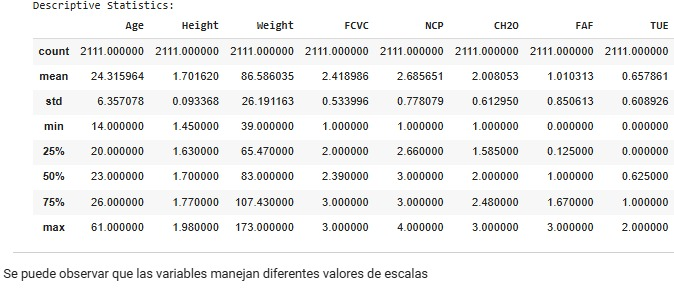 Descriptive Statistics:
Age Height Weight FCVC NCP CH2O FAF TUE
count 2111.000000 2111.000000 2111.000000 2111.000000 2111.000000 2111.000000 2111.000000 2111.000000
mean 24.315964 1.701620 86.586035 2.418986 2.685651 2.008053 1.010313 0.657861
std 6.357078 0.093368 26.191163 0.533996 0.778079 0.612950 0.850613 0.608926
min 14.000000 1.450000 39.000000 1.000000 1.000000 1.000000 0.000000 0.000000
25% 20.000000 1.630000 65.470000 2.000000 2.660000 1.585000 0.125000 0.000000
50% 23.000000 1.700000 83.000000 2.390000 3.000000 2.000000 1.000000 0.625000
75% 26.000000 1.770000 107.430000 3.000000 3.000000 2.480000 1.670000 1.000000
max 61.000000 1.980000 173.000000 3.000000 4.000000 3.000000 3.000000 2.000000
Se puede observar que las variables manejan diferentes valores de escalas